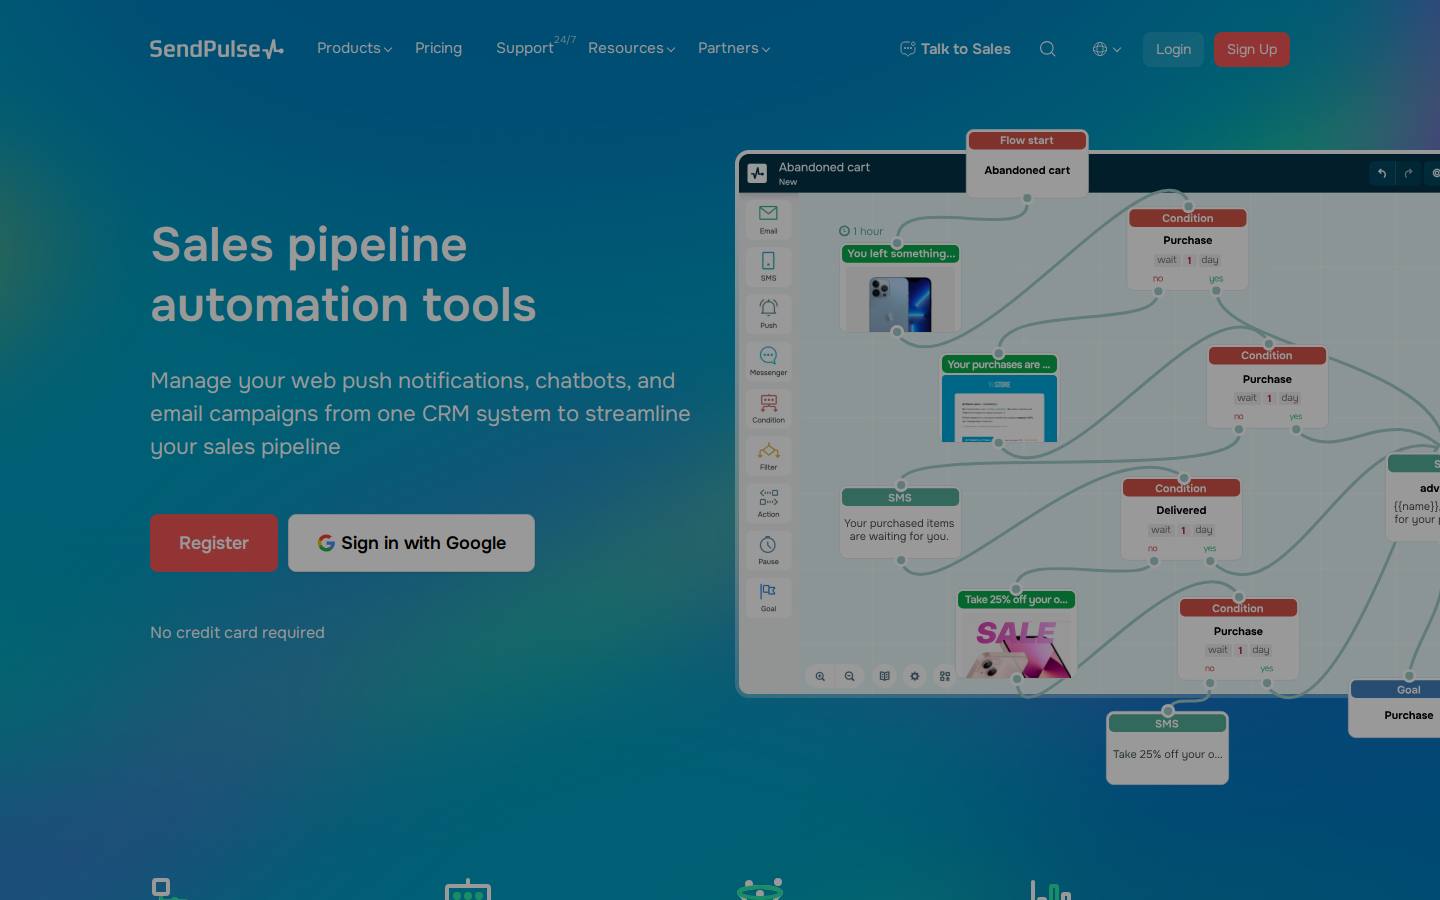 SendPulse
Products
Pricing
Support 24/7
Resources
Partners
Talk to Sales
Login
Sign Up
Sales pipeline
automation tools
Manage your web push notifications, chatbots, and
email campaigns from one CRM system to streamline
your sales pipeline
Register
Sign in with Google
No credit card required
Abandoned cart
New
Flow start
Abandoned cart
Email
SMS
Push
Messenger
Condition
Filter
Action
Pause
Goal
1 hour
You left something...
Condition
Purchase
wait 1 day
no yes
Your purchases are ...
Condition
Purchase
wait 1 day
no yes
SMS
Your purchased items
are waiting for you.
Condition
Delivered
wait 1 day
no yes
adv
{{name}},
for your p
Take 25% off your o...
SALE
Condition
Purchase
wait 1 day
no yes
Goal
Purchase
SMS
Take 25% off your o...